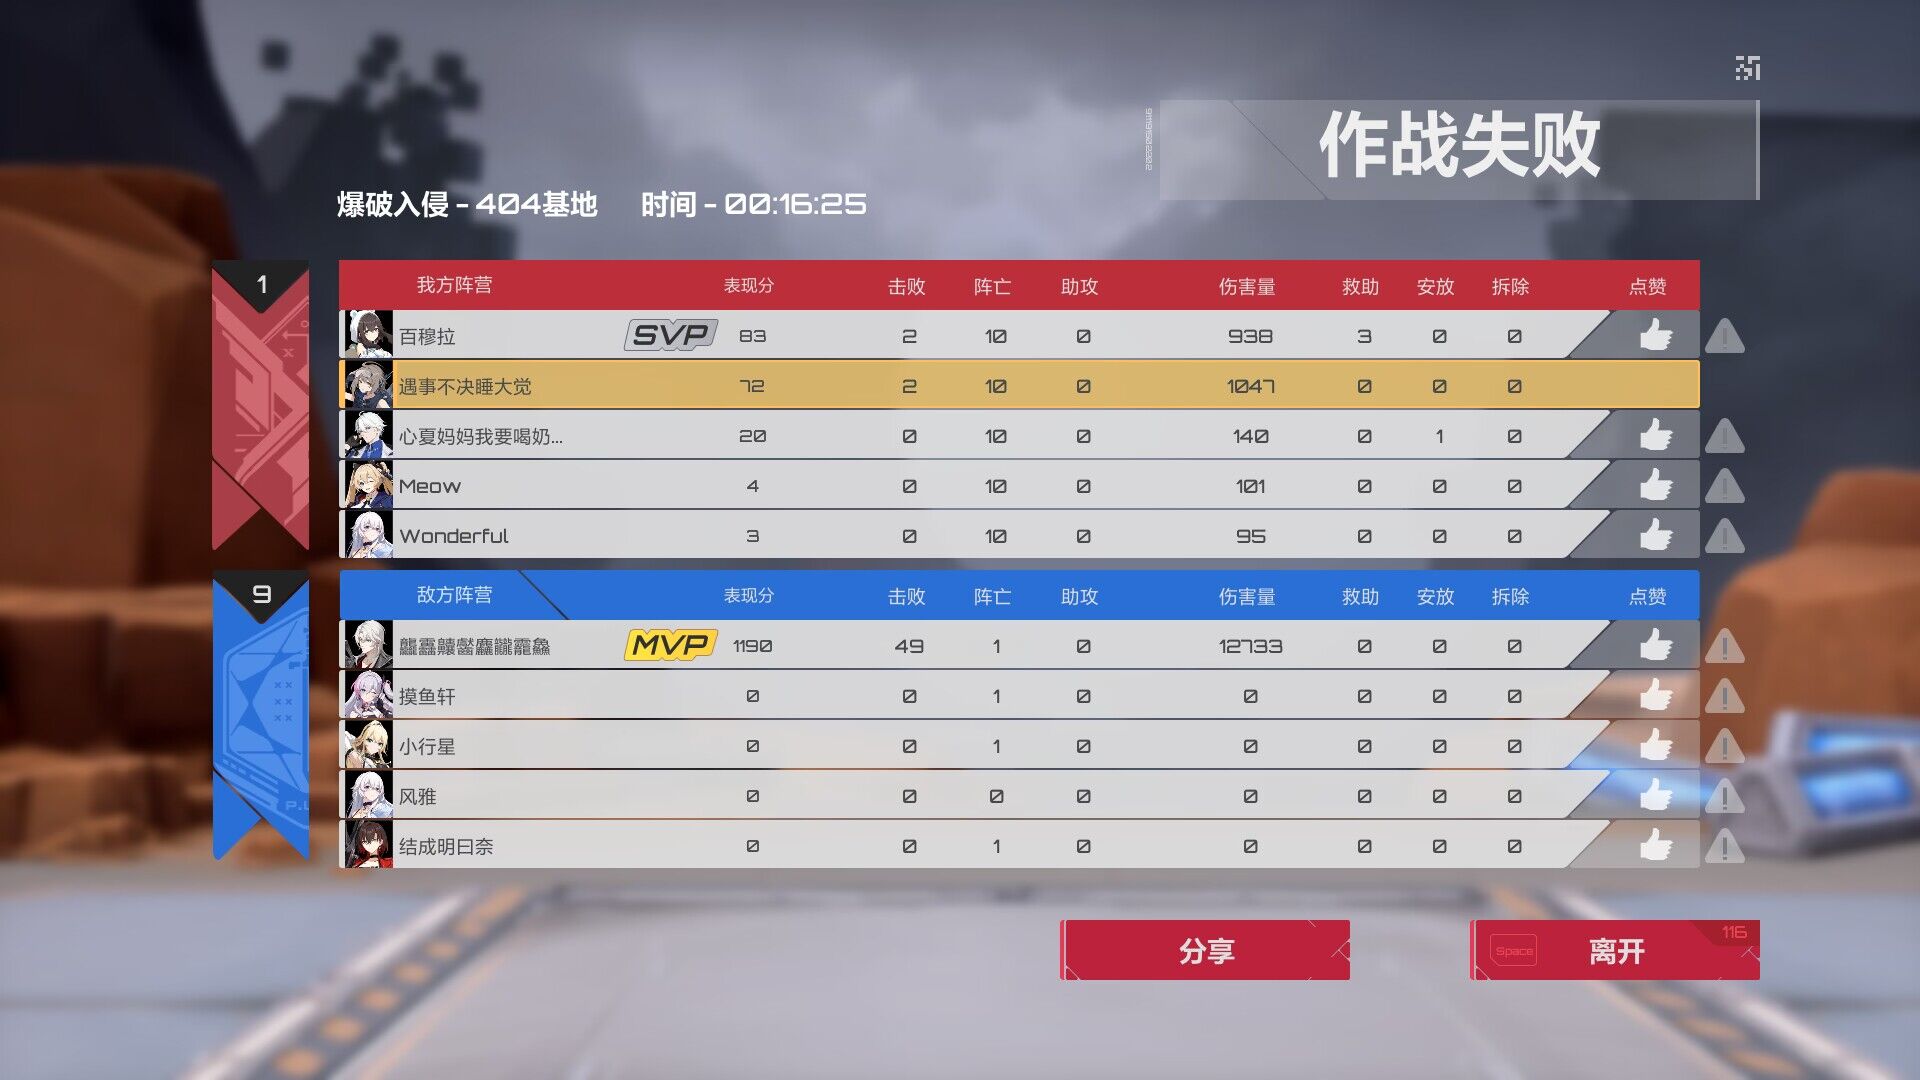 作战失败
爆破入侵 - 404基地 时间 - 00:16:25
1 我方阵营 表现分 击败 阵亡 助攻 伤害量 救助 安放 拆除 点赞
百穆拉 SVP 83 2 10 0 938 3 0 0
遇事不决睡大觉 72 2 10 0 1047 0 0 0
心夏妈妈我要喝奶... 20 0 10 0 140 0 1 0
Meow 4 0 10 0 101 0 0 0
Wonderful 3 0 10 0 95 0 0 0
9 敌方阵营 表现分 击败 阵亡 助攻 伤害量 救助 安放 拆除 点赞
MVP 1190 49 1 0 12733 0 0 0
摸鱼轩 0 0 1 0 0 0 0 0
小行星 0 0 1 0 0 0 0 0
风雅 0 0 0 0 0 0 0 0
结成明日奈 0 0 1 0 0 0 0 0
分享
Space 离开 116